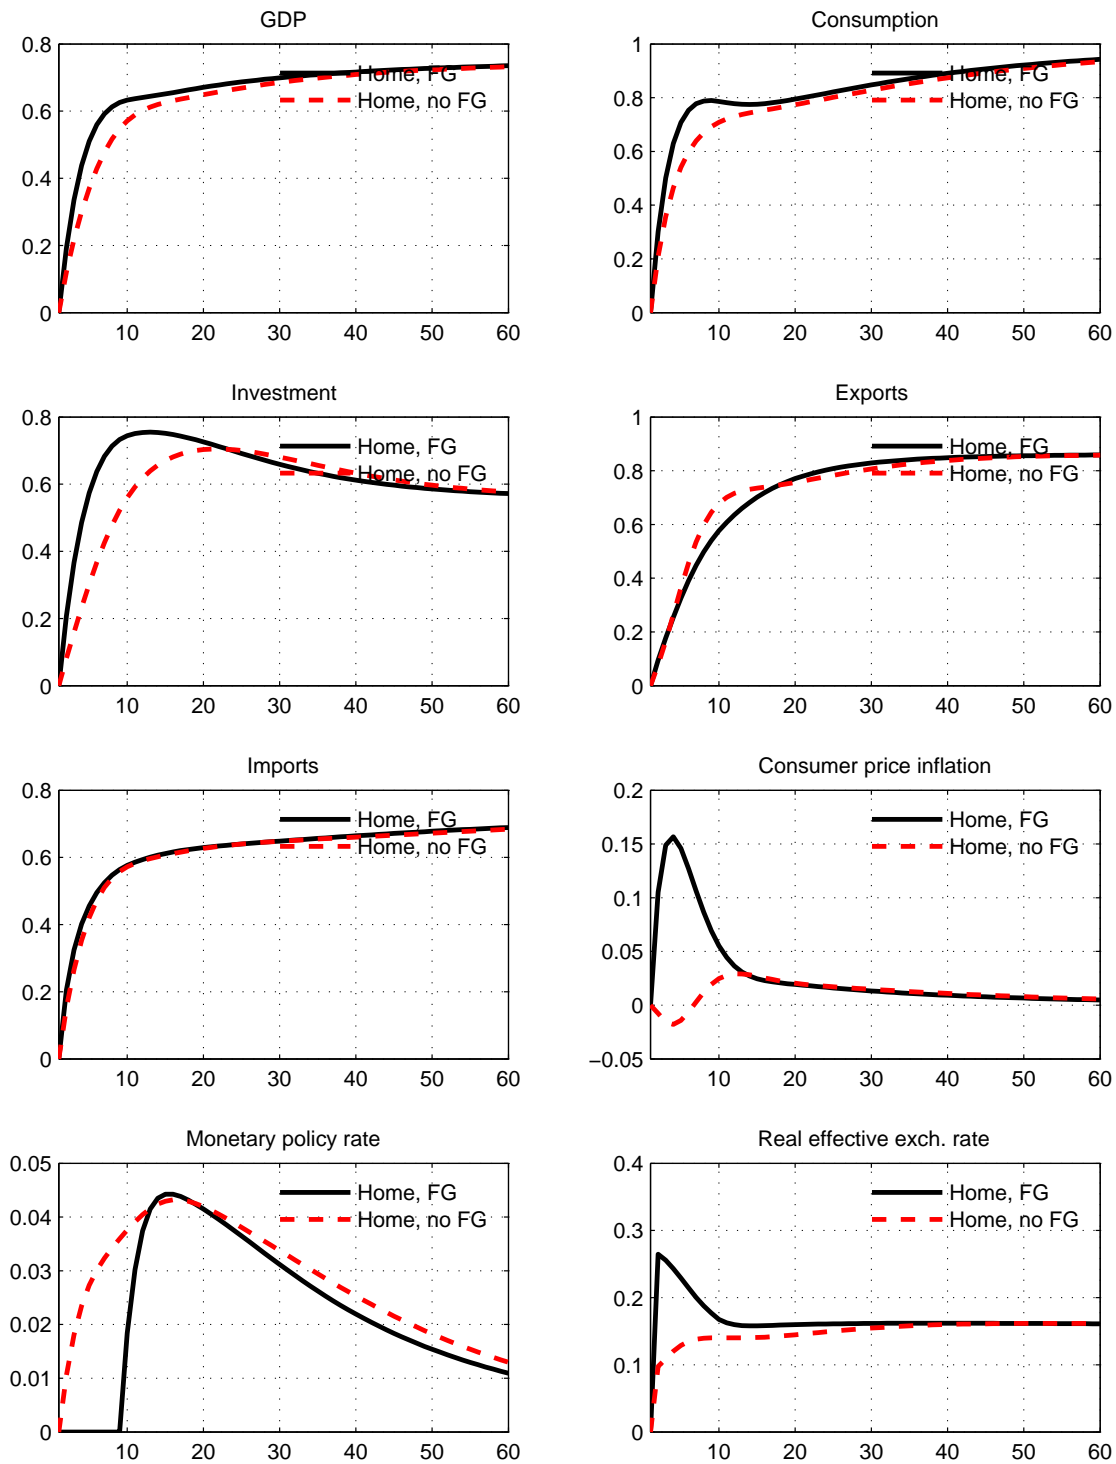 GDP
0.8
0.6
0.4
0.2
0
10 20 30 40 50 60
Home, FG
Home, no FG
Consumption
1
0.8
0.6
0.4
0.2
0
10 20 30 40 50 60
Home, FG
Home, no FG
Investment
0.8
0.6
0.4
0.2
0
10 20 30 40 50 60
Home, FG
Home, no FG
Exports
1
0.8
0.6
0.4
0.2
0
10 20 30 40 50 60
Home, FG
Home, no FG
Imports
0.8
0.6
0.4
0.2
0
10 20 30 40 50 60
Home, FG
Home, no FG
Consumer price inflation
0.2
0.15
0.1
0.05
0
−0.05
10 20 30 40 50 60
Home, FG
Home, no FG
Monetary policy rate
0.05
0.04
0.03
0.02
0.01
0
10 20 30 40 50 60
Home, FG
Home, no FG
Real effective exch. rate
0.4
0.3
0.2
0.1
0
10 20 30 40 50 60
Home, FG
Home, no FG